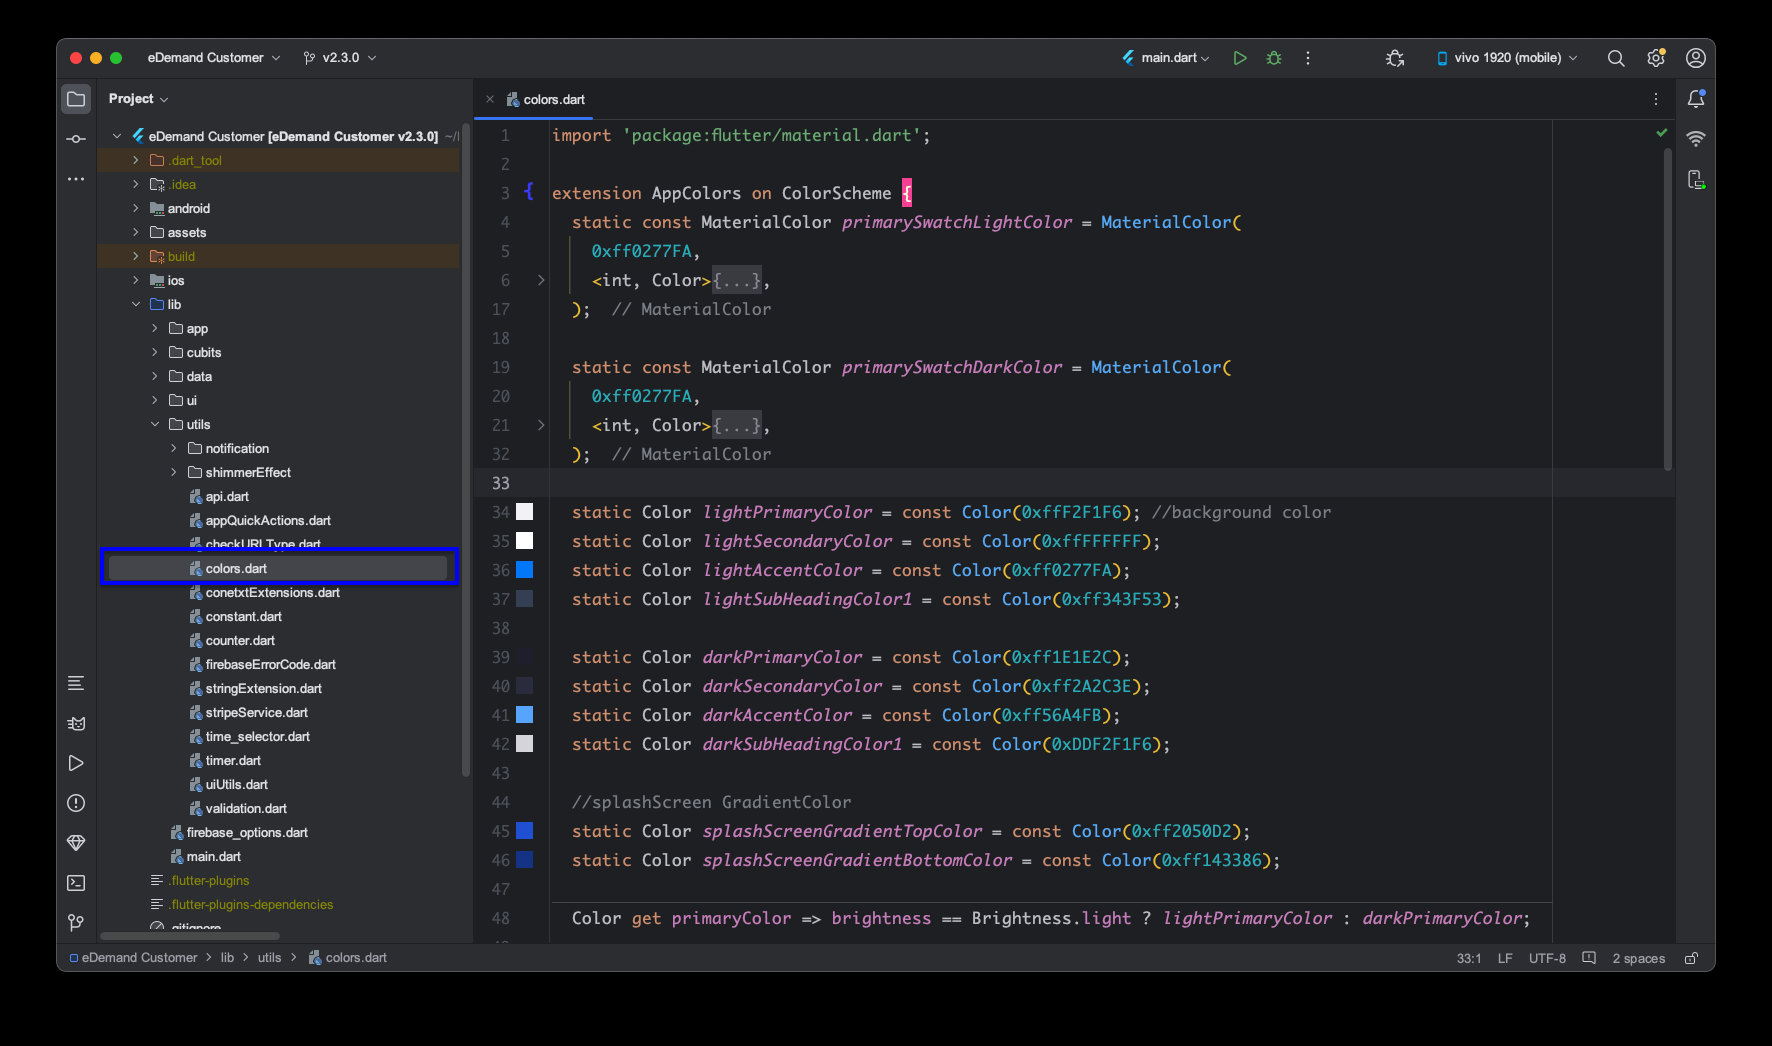 eDemand Customer
v2.3.0
main.dart
vivo 1920 (mobile)
Project
colors.dart
eDemand Customer [eDemand Customer v2.3.0] ~/
.dart_tool
.idea
android
assets
build
ios
lib
app
cubits
data
ui
utils
notification
shimmerEffect
api.dart
appQuickActions.dart
checkURLType.dart
colors.dart
conetxtExtensions.dart
constant.dart
counter.dart
firebaseErrorCode.dart
stringExtension.dart
stripeService.dart
time_selector.dart
timer.dart
uiUtils.dart
validation.dart
firebase_options.dart
main.dart
.flutter-plugins
.flutter-plugins-dependencies
.gitignore
1 import 'package:flutter/material.dart';
2
3 { extension AppColors on ColorScheme {
4 static const MaterialColor primarySwatchLightColor = MaterialColor(
5 0xff0277FA,
6 <int, Color>{...},
17 ); // MaterialColor
18
19 static const MaterialColor primarySwatchDarkColor = MaterialColor(
20 0xff0277FA,
21 <int, Color>{...},
32 ); // MaterialColor
33
34 static Color lightPrimaryColor = const Color(0xffF2F1F6); //background color
35 static Color lightSecondaryColor = const Color(0xffFFFFFF);
36 static Color lightAccentColor = const Color(0xff0277FA);
37 static Color lightSubHeadingColor1 = const Color(0xff343F53);
38
39 static Color darkPrimaryColor = const Color(0xff1E1E2C);
40 static Color darkSecondaryColor = const Color(0xff2A2C3E);
41 static Color darkAccentColor = const Color(0xff56A4FB);
42 static Color darkSubHeadingColor1 = const Color(0xDDF2F1F6);
43
44 //splashScreen GradientColor
45 static Color splashScreenGradientTopColor = const Color(0xff2050D2);
46 static Color splashScreenGradientBottomColor = const Color(0xff143386);
47
48 Color get primaryColor => brightness == Brightness.light ? lightPrimaryColor : darkPrimaryColor;
eDemand Customer > lib > utils > colors.dart
33:1 LF UTF-8 2 spaces